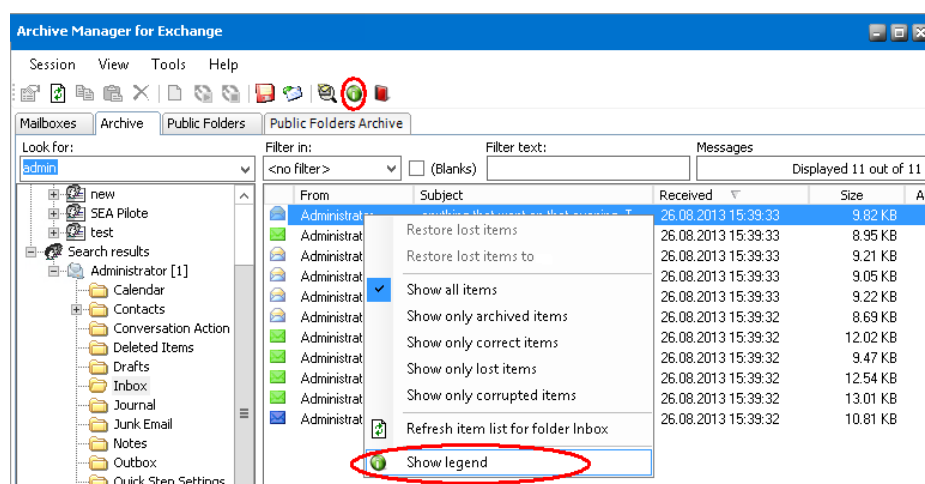 Archive Manager for Exchange
Session View Tools Help
Mailboxes Archive Public Folders Public Folders Archive
Look for: Filter in: Filter text: Messages
admin <no filter> (Blanks) Displayed 11 out of 11
From Subject Received Size A
new
SEA Pilote
test
Search results
Administrator [1]
Calendar
Contacts
Conversation Action
Deleted Items
Drafts
Inbox
Journal
Junk Email
Notes
Outbox
Quick Step Settings
Administrator anything that went on that evening. T 26.08.2013 15:39:33 9.82 KB
Administrat 26.08.2013 15:39:33 8.95 KB
Administrat 26.08.2013 15:39:33 9.21 KB
Administrat 26.08.2013 15:39:33 9.05 KB
Administrat 26.08.2013 15:39:33 9.22 KB
Administrat 26.08.2013 15:39:32 8.69 KB
Administrat 26.08.2013 15:39:32 12.02 KB
Administrat 26.08.2013 15:39:32 9.47 KB
Administrat 26.08.2013 15:39:32 12.54 KB
Administrat 26.08.2013 15:39:32 13.01 KB
Administrat 26.08.2013 15:39:32 10.81 KB
Restore lost items
Restore lost items to
Show all items
Show only archived items
Show only correct items
Show only lost items
Show only corrupted items
Refresh item list for folder Inbox
Show legend